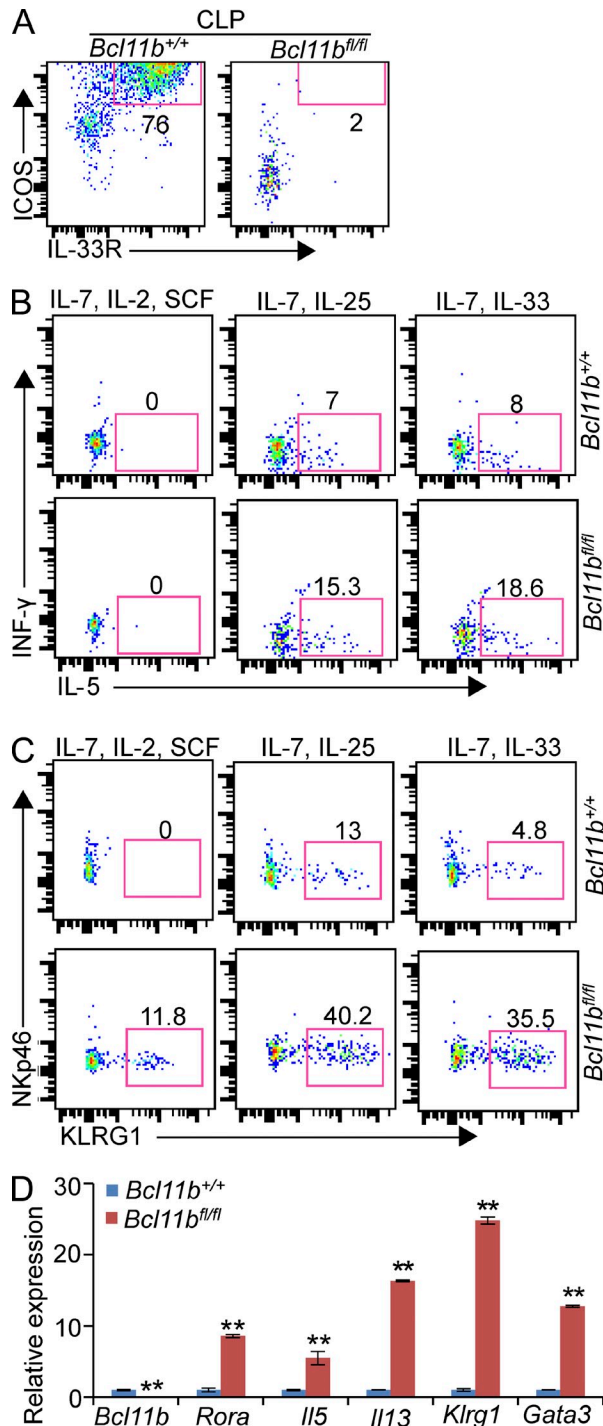 A
CLP
Bcl11b+/+ Bcl11bfl/fl
76 2
ICOS
IL-33R
B
IL-7, IL-2, SCF IL-7, IL-25 IL-7, IL-33
0 7 8
Bcl11b+/+
0 15.3 18.6
Bcl11bfl/fl
INF-γ
IL-5
C
IL-7, IL-2, SCF IL-7, IL-25 IL-7, IL-33
0 13 4.8
Bcl11b+/+
11.8 40.2 35.5
Bcl11bfl/fl
NKp46
KLRG1
D
Relative expression
30
20
10
0
Bcl11b+/+
Bcl11bfl/fl
** ** ** ** ** **
Bcl11b Rora Il5 Il13 Klrg1 Gata3